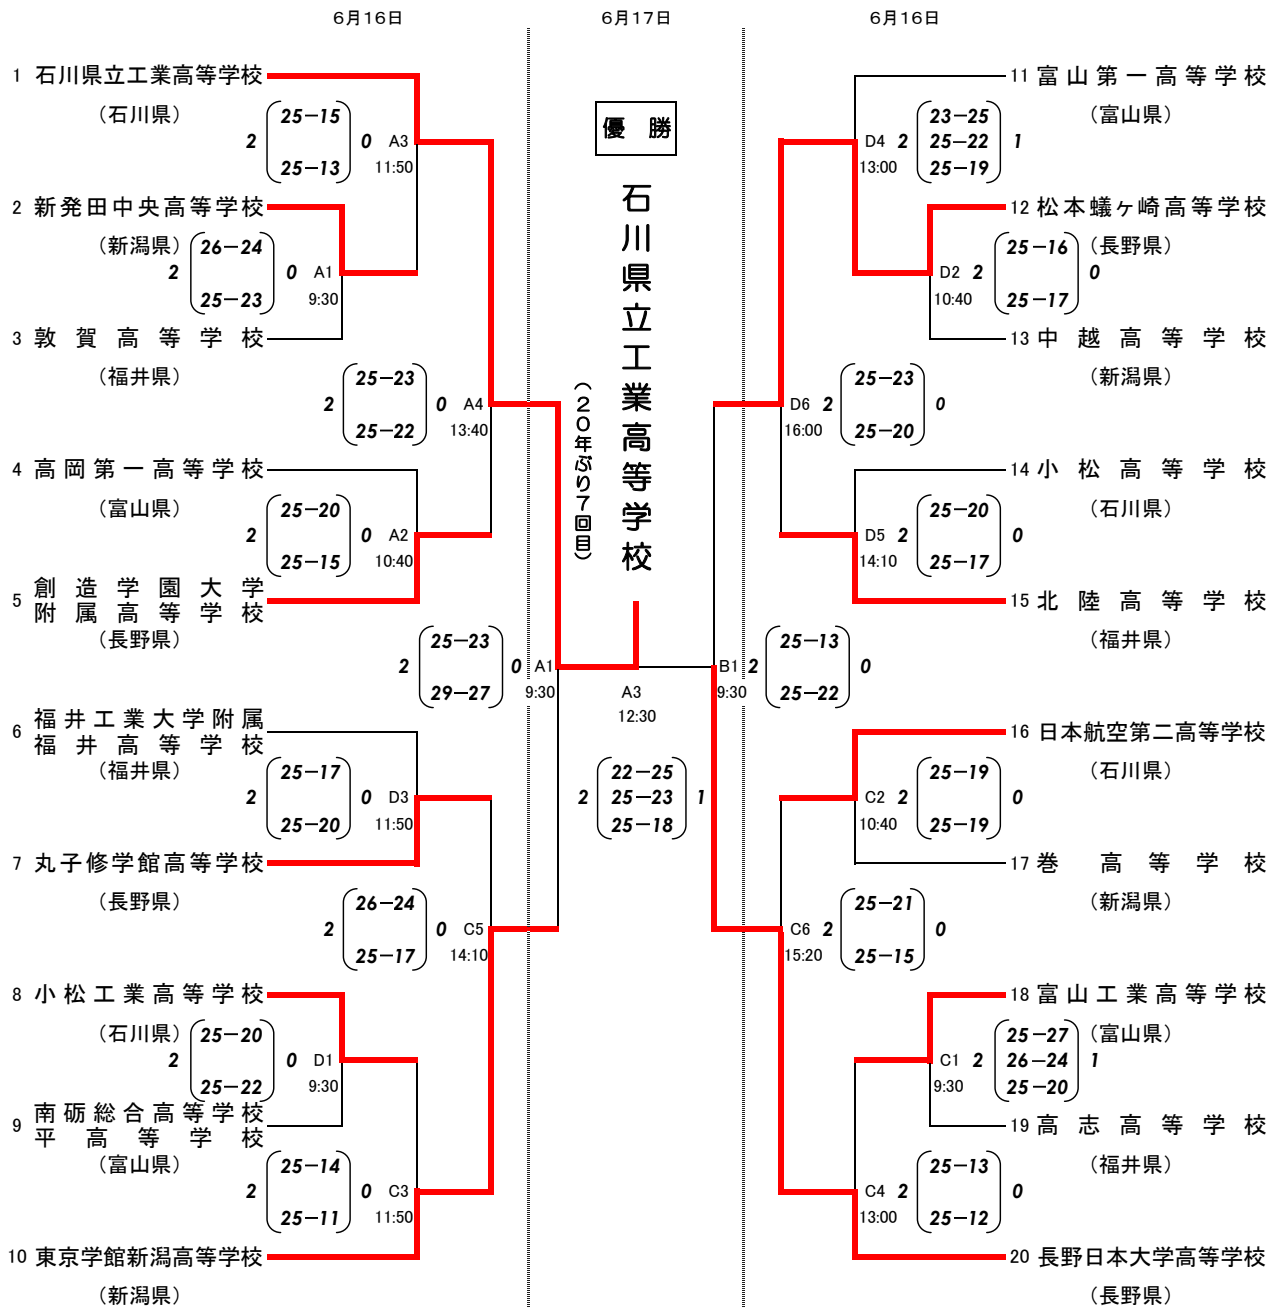 6月16日
6月17日
6月16日
1 石川県立工業高等学校
(石川県)
2
25－15
25－13
0
A3
11:50
2 新発田中央高等学校
(新潟県)
2
26－24
25－23
0
A1
9:30
3 敦賀高等学校
(福井県)
2
25－23
25－22
0
A4
13:40
4 高岡第一高等学校
(富山県)
2
25－20
25－15
0
A2
10:40
5 創造学園大学
附属高等学校
(長野県)
2
25－23
29－27
0
A1
9:30
6 福井工業大学附属
福井高等学校
(福井県)
2
25－17
25－20
0
D3
11:50
7 丸子修学館高等学校
(長野県)
2
26－24
25－17
0
C5
14:10
8 小松工業高等学校
(石川県)
2
25－20
25－22
0
D1
9:30
9 南砺総合高等学校
平高等学校
(富山県)
2
25－14
25－11
0
C3
11:50
10 東京学館新潟高等学校
(新潟県)
優勝
石川県立工業高等学校
(20年ぶり7回目)
A3
12:30
2
22－25
25－23
25－18
1
11 富山第一高等学校
(富山県)
D4
13:00
2
23－25
25－22
25－19
1
12 松本蟻ヶ崎高等学校
(長野県)
D2
10:40
2
25－16
25－17
0
13 中越高等学校
(新潟県)
D6
16:00
2
25－23
25－20
0
14 小松高等学校
(石川県)
D5
14:10
2
25－20
25－17
0
15 北陸高等学校
(福井県)
B1
9:30
2
25－13
25－22
0
16 日本航空第二高等学校
(石川県)
C2
10:40
2
25－19
25－19
0
17 巻高等学校
(新潟県)
C6
15:20
2
25－21
25－15
0
18 富山工業高等学校
(富山県)
C1
9:30
2
25－27
26－24
25－20
1
19 高志高等学校
(福井県)
C4
13:00
2
25－13
25－12
0
20 長野日本大学高等学校
(長野県)